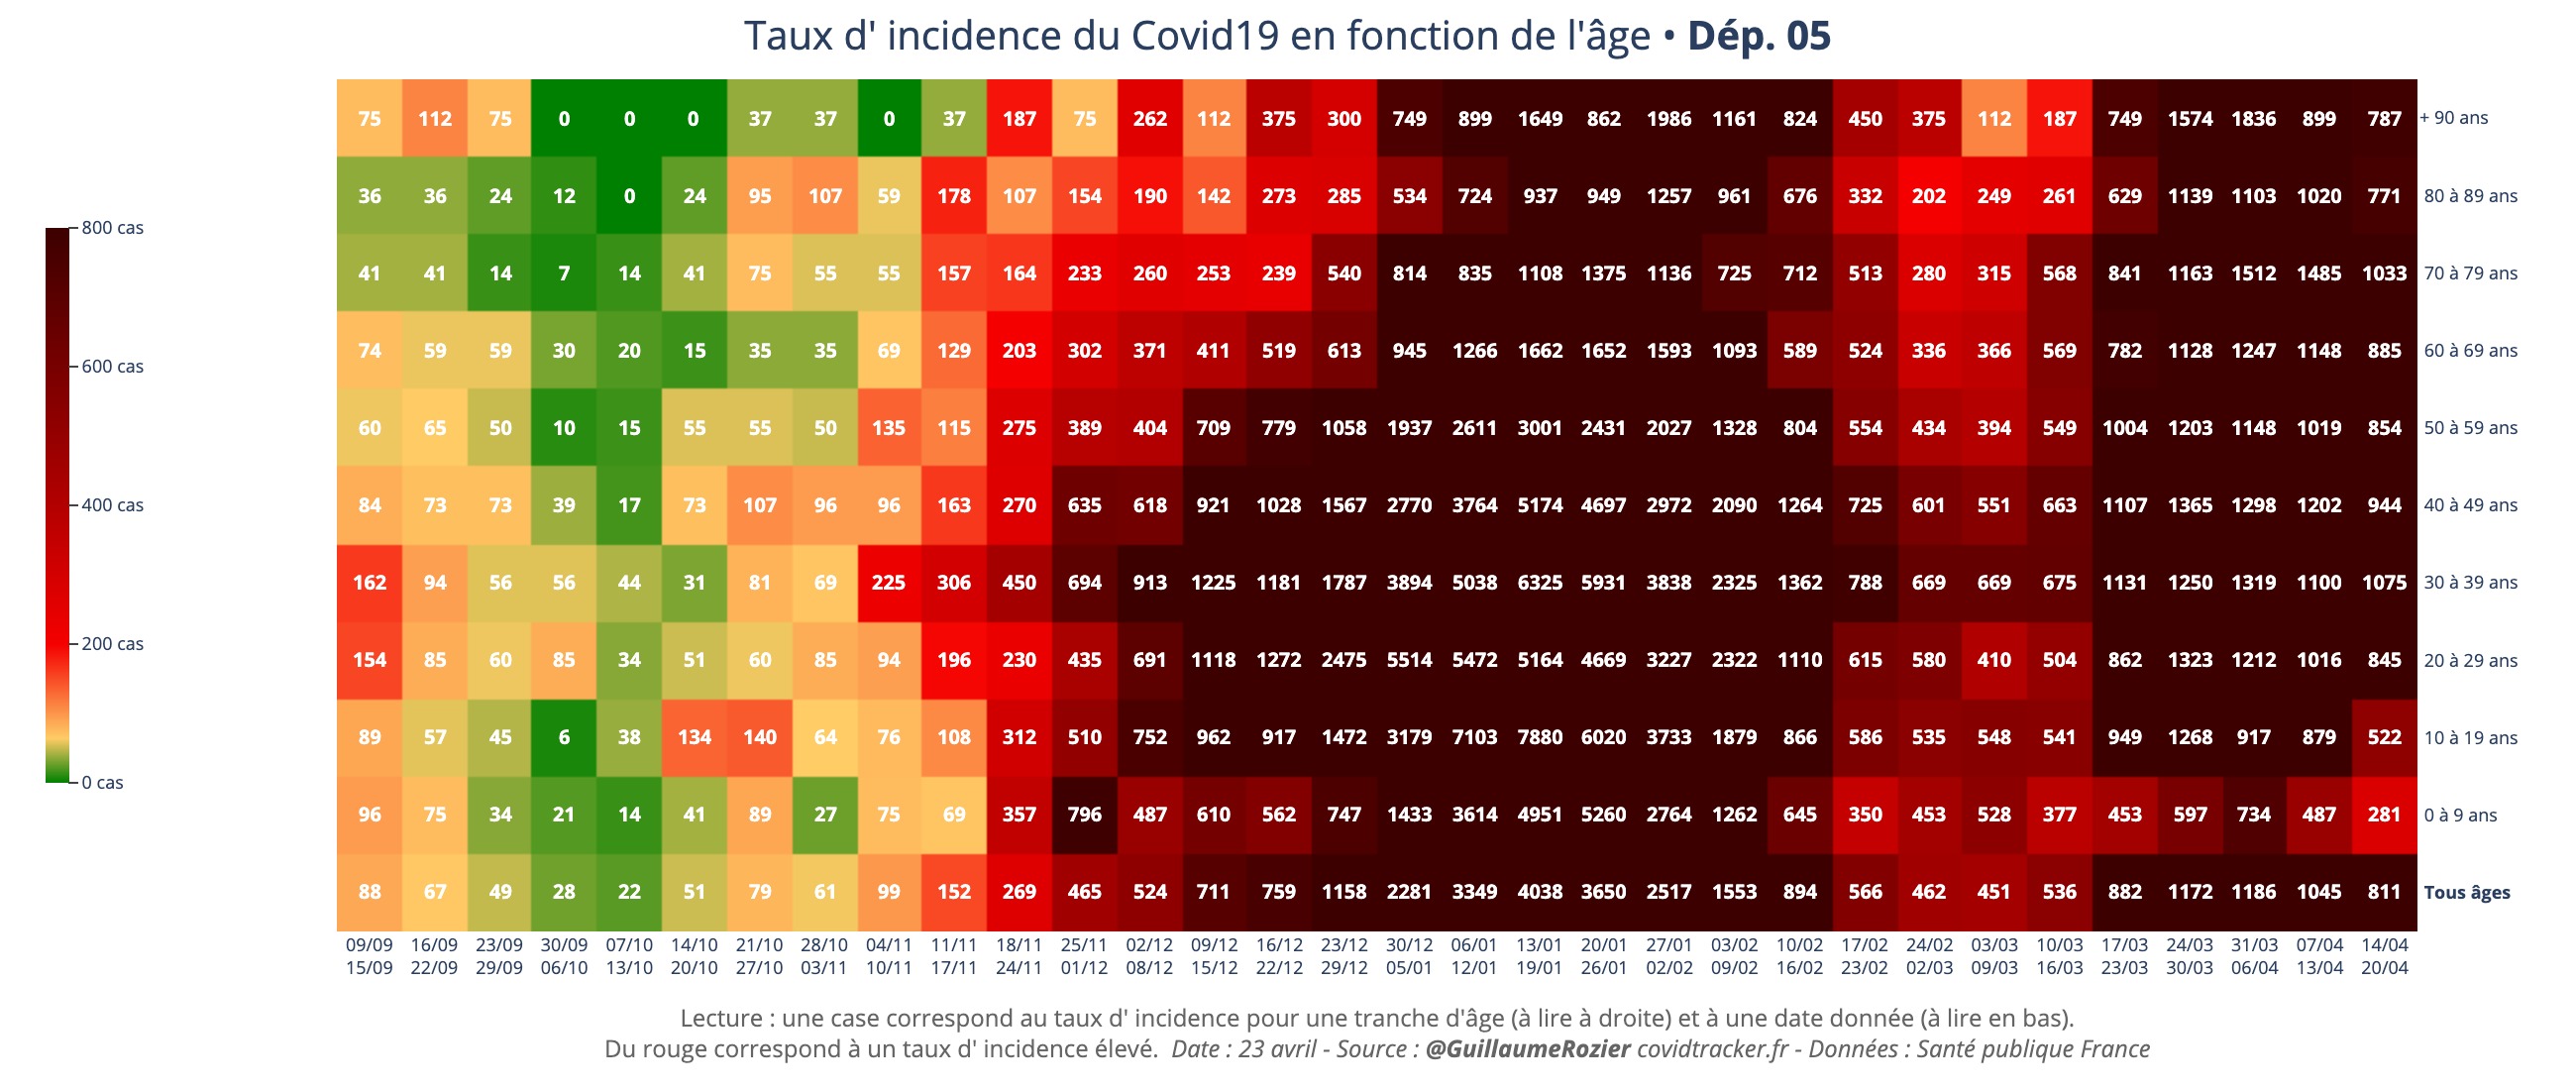 Taux d' incidence du Covid19 en fonction de l'âge • Dép. 05
75 112 75 0 0 0 37 37 0 37 187 75 262 112 375 300 749 899 1649 862 1986 1161 824 450 375 112 187 749 1574 1836 899 787 + 90 ans
36 36 24 12 0 24 95 107 59 178 107 154 190 142 273 285 534 724 937 949 1257 961 676 332 202 249 261 629 1139 1103 1020 771 80 à 89 ans
800 cas
41 41 14 7 14 41 75 55 55 157 164 233 260 253 239 540 814 835 1108 1375 1136 725 712 513 280 315 568 841 1163 1512 1485 1033 70 à 79 ans
74 59 59 30 20 15 35 35 69 129 203 302 371 411 519 613 945 1266 1662 1652 1593 1093 589 524 336 366 569 782 1128 1247 1148 885 60 à 69 ans
600 cas
60 65 50 10 15 55 55 50 135 115 275 389 404 709 779 1058 1937 2611 3001 2431 2027 1328 804 554 434 394 549 1004 1203 1148 1019 854 50 à 59 ans
84 73 73 39 17 73 107 96 96 163 270 635 618 921 1028 1567 2770 3764 5174 4697 2972 2090 1264 725 601 551 663 1107 1365 1298 1202 944 40 à 49 ans
400 cas
162 94 56 56 44 31 81 69 225 306 450 694 913 1225 1181 1787 3894 5038 6325 5931 3838 2325 1362 788 669 669 675 1131 1250 1319 1100 1075 30 à 39 ans
200 cas
154 85 60 85 34 51 60 85 94 196 230 435 691 1118 1272 2475 5514 5472 5164 4669 3227 2322 1110 615 580 410 504 862 1323 1212 1016 845 20 à 29 ans
89 57 45 6 38 134 140 64 76 108 312 510 752 962 917 1472 3179 7103 7880 6020 3733 1879 866 586 535 548 541 949 1268 917 879 522 10 à 19 ans
0 cas
96 75 34 21 14 41 89 27 75 69 357 796 487 610 562 747 1433 3614 4951 5260 2764 1262 645 350 453 528 377 453 597 734 487 281 0 à 9 ans
88 67 49 28 22 51 79 61 99 152 269 465 524 711 759 1158 2281 3349 4038 3650 2517 1553 894 566 462 451 536 882 1172 1186 1045 811 Tous âges
09/09 16/09 23/09 30/09 07/10 14/10 21/10 28/10 04/11 11/11 18/11 25/11 02/12 09/12 16/12 23/12 30/12 06/01 13/01 20/01 27/01 03/02 10/02 17/02 24/02 03/03 10/03 17/03 24/03 31/03 07/04 14/04
15/09 22/09 29/09 06/10 13/10 20/10 27/10 03/11 10/11 17/11 24/11 01/12 08/12 15/12 22/12 29/12 05/01 12/01 19/01 26/01 02/02 09/02 16/02 23/02 02/03 09/03 16/03 23/03 30/03 06/04 13/04 20/04
Lecture : une case correspond au taux d' incidence pour une tranche d'âge (à lire à droite) et à une date donnée (à lire en bas).
Du rouge correspond à un taux d' incidence élevé. Date : 23 avril - Source : @GuillaumeRozier covidtracker.fr - Données : Santé publique France